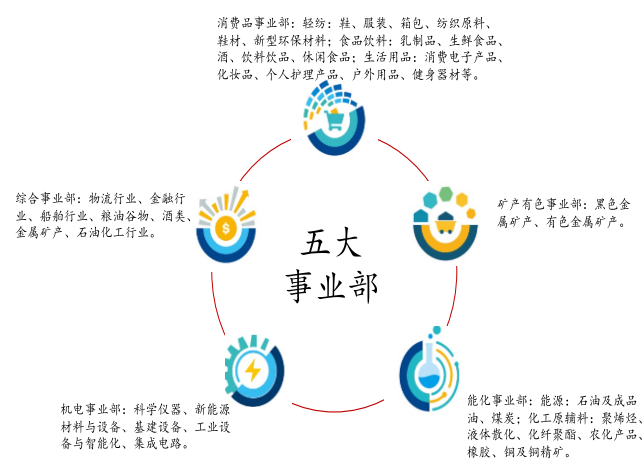 消费品事业部：轻纺：鞋、服装、箱包、纺织原料、
鞋材、新型环保材料；食品饮料：乳制品、生鲜食品、
酒、饮料饮品、休闲食品；生活用品：消费电子产品、
化妆品、个人护理产品、户外用品、健身器材等。
综合事业部：物流行业、金融行
业、船舶行业、粮油谷物、酒类、
金属矿产、石油化工行业。
矿产有色事业部：黑色金
属矿产、有色金属矿产。
五大
事业部
机电事业部：科学仪器、新能源
材料与设备、基建设备、工业设
备与智能化、集成电路。
能化事业部：能源：石油及成品
油、煤炭；化工原辅料：聚烯烃、
液体散化、化纤聚酯、农化产品、
橡胶、铜及铜精矿。